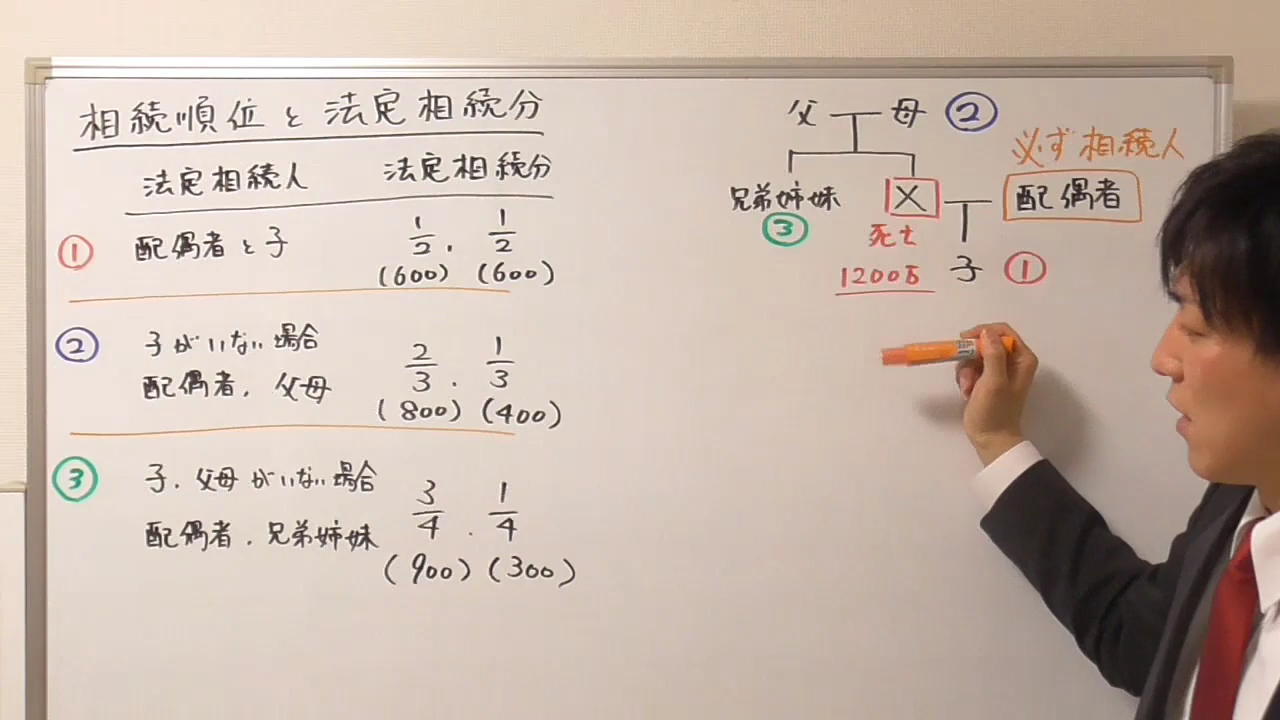 相続順位と法定相続分
法定相続人 法定相続分
① 配偶者と子 1/2, 1/2
(600) (600)
② 子がいない場合
配偶者, 父母 2/3, 1/3
(800) (400)
③ 子, 父母がいない場合
配偶者, 兄弟姉妹 3/4, 1/4
(900) (300)
父 母 ②
必ず相続人
兄弟姉妹 X 配偶者
③ 死亡
1200万 子 ①